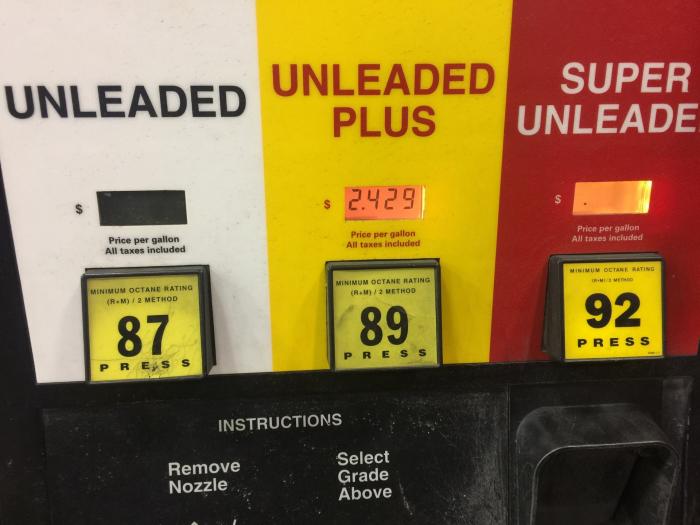 UNLEADED
$
Price per gallon
All taxes included
MINIMUM OCTANE RATING
(R+M) / 2 METHOD
87
PRESS
UNLEADED
PLUS
$ 2.429
Price per gallon
All taxes included
MINIMUM OCTANE RATING
(R+M) / 2 METHOD
89
PRESS
SUPER
UNLEADE
$
Price per gallon
All taxes included
MINIMUM OCTANE RATING
(R+M) / 2 METHOD
92
PRESS
INSTRUCTIONS
Remove
Nozzle
Select
Grade
Above